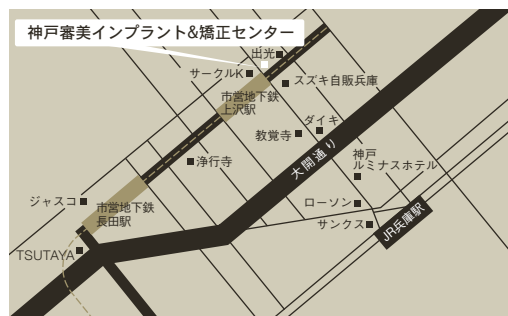 神戸審美インプラント&矯正センター
出光
サークルK
スズキ自販兵庫
市営地下鉄
上沢駅
ダイキ
教覚寺
大開通り
神戸
ルミナスホテル
浄行寺
ジャスコ
市営地下鉄
長田駅
ローソン
サンクス
JR兵庫駅
TSUTAYA